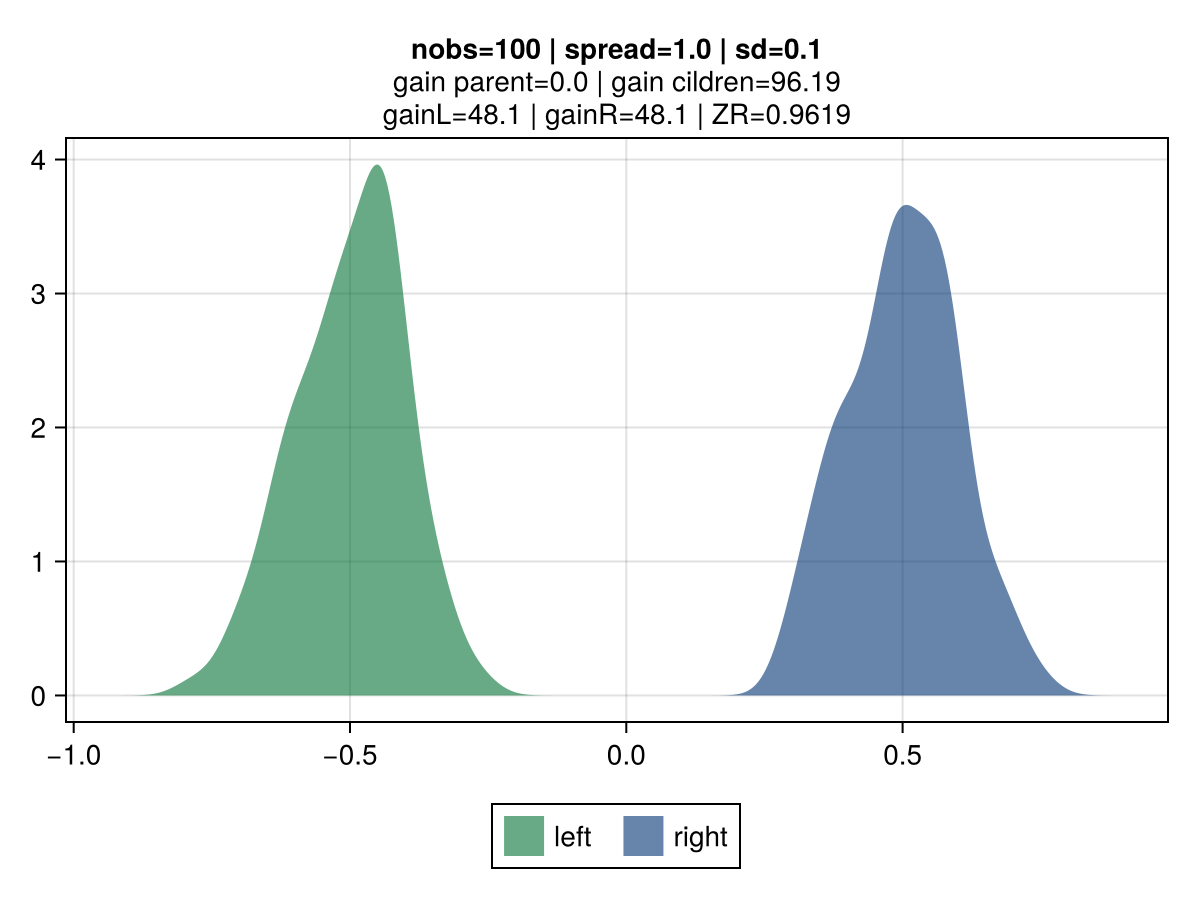 nobs=100 | spread=1.0 | sd=0.1
gain parent=0.0 | gain cildren=96.19
gainL=48.1 | gainR=48.1 | ZR=0.9619
4
3
2
1
0
−1.0 −0.5 0.0 0.5
left right